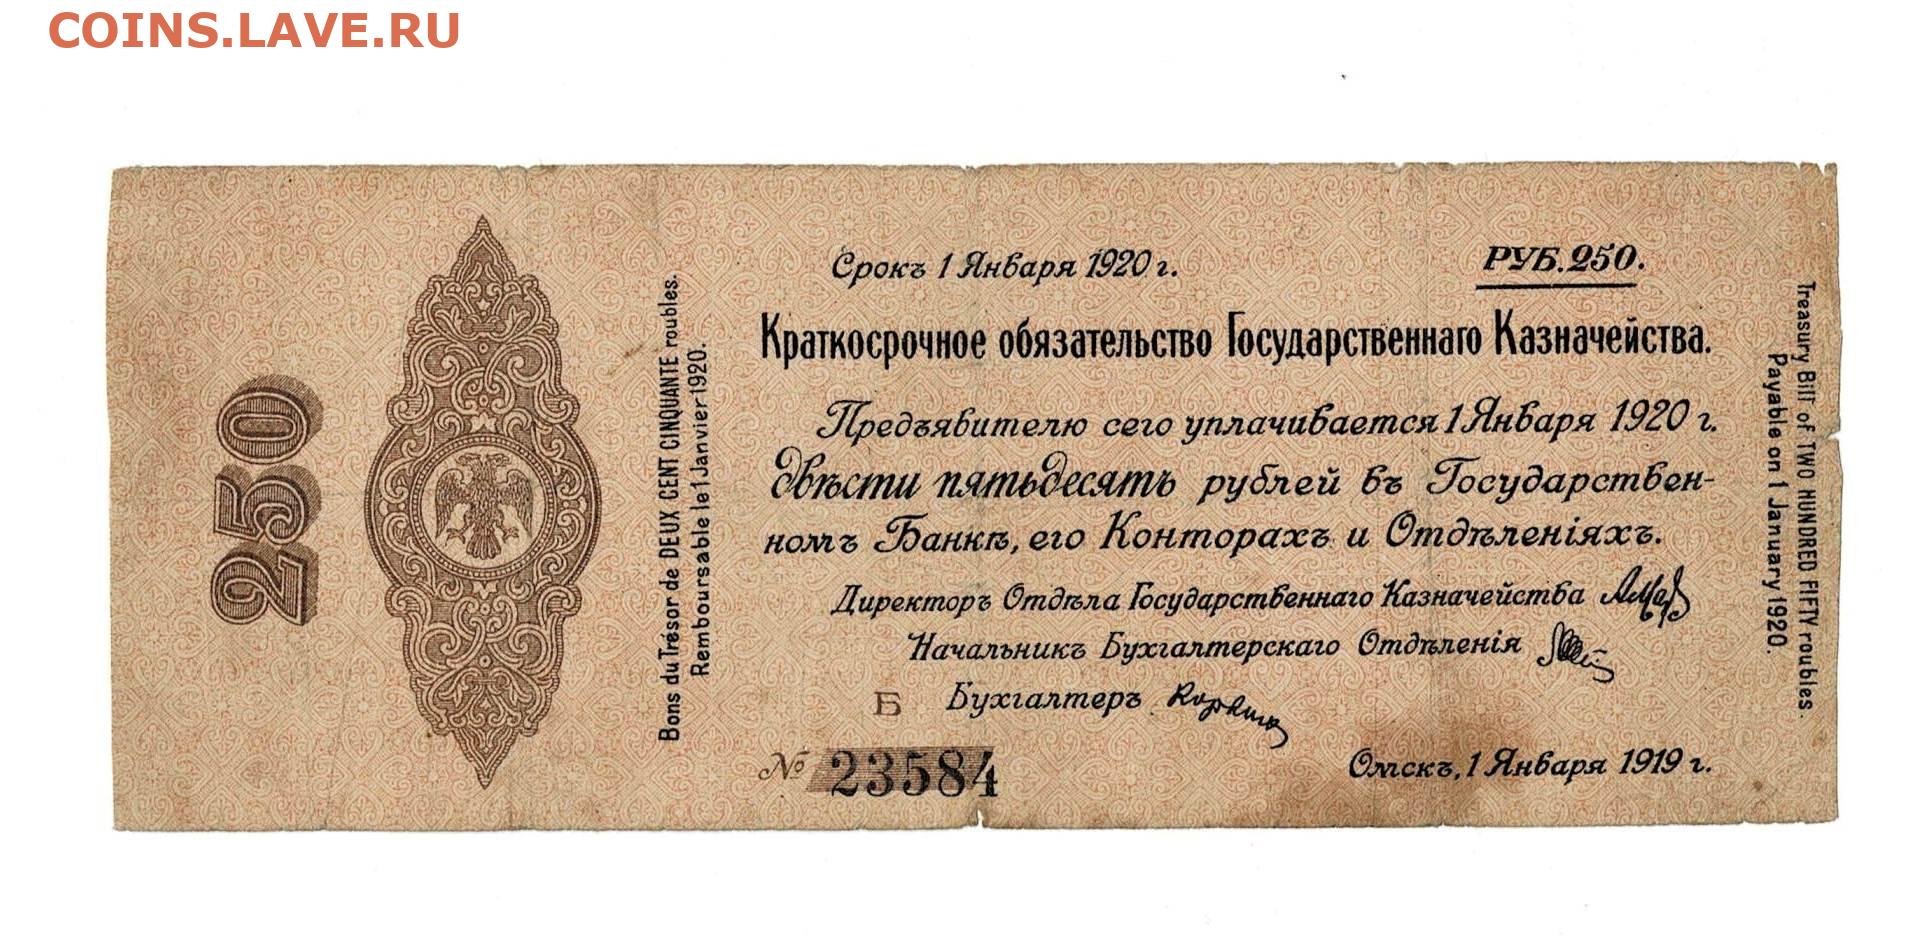 COINS.LAVE.RU
250
Bons du Trésor de DEUX CENT CINQUANTE roubles.
Remboursable le 1 Janvier 1920.
Срокъ 1 Января 1920 г.
РУБ. 250.
Краткосрочное обязательство Государственнаго Казначейства.
Предъявителю сего уплачивается 1 Января 1920 г.
двѣсти пятьдесятъ рублей въ Государствен-
номъ Банкѣ, его Конторахъ и Отдѣленіяхъ.
Директоръ Отдѣла Государственнаго Казначейства
Начальникъ Бухгалтерскаго Отдѣленія
Б Бухгалтеръ
№ 23584
Омскъ, 1 Января 1919 г.
Treasury Bill of TWO HUNDRED FIFTY roubles.
Payable on 1 January 1920.